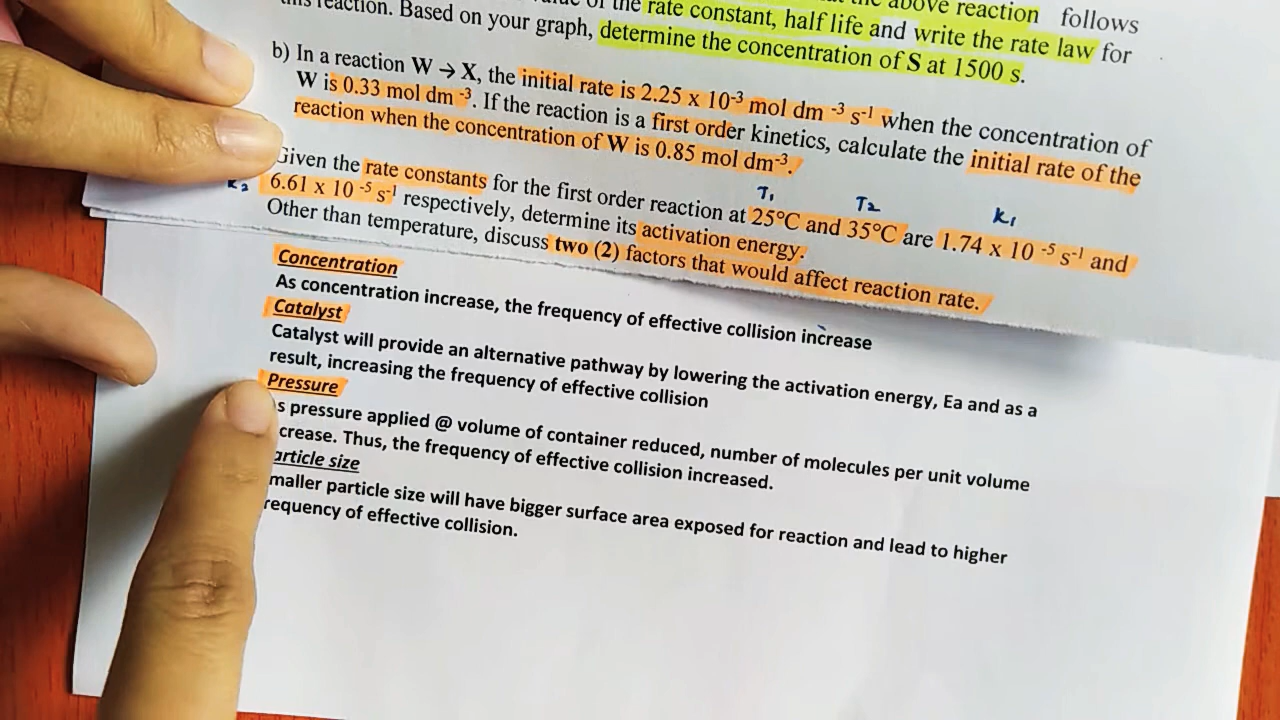 the rate constant, half life and write the rate law for
above reaction follows
this reaction. Based on your graph, determine the concentration of S at 1500 s.
b) In a reaction W → X, the initial rate is 2.25 x 10⁻³ mol dm ⁻³ s⁻¹ when the concentration of
W is 0.33 mol dm ⁻³. If the reaction is a first order kinetics, calculate the initial rate of the
reaction when the concentration of W is 0.85 mol dm⁻³.
T₁ T₂ k₁
Given the rate constants for the first order reaction at 25°C and 35°C are 1.74 x 10 ⁻⁵ s⁻¹ and
k₂ 6.61 x 10 ⁻⁵ s⁻¹ respectively, determine its activation energy.
Other than temperature, discuss two (2) factors that would affect reaction rate.
Concentration
As concentration increase, the frequency of effective collision increase
Catalyst
Catalyst will provide an alternative pathway by lowering the activation energy, Ea and as a
result, increasing the frequency of effective collision
Pressure
s pressure applied @ volume of container reduced, number of molecules per unit volume
crease. Thus, the frequency of effective collision increased.
article size
maller particle size will have bigger surface area exposed for reaction and lead to higher
requency of effective collision.